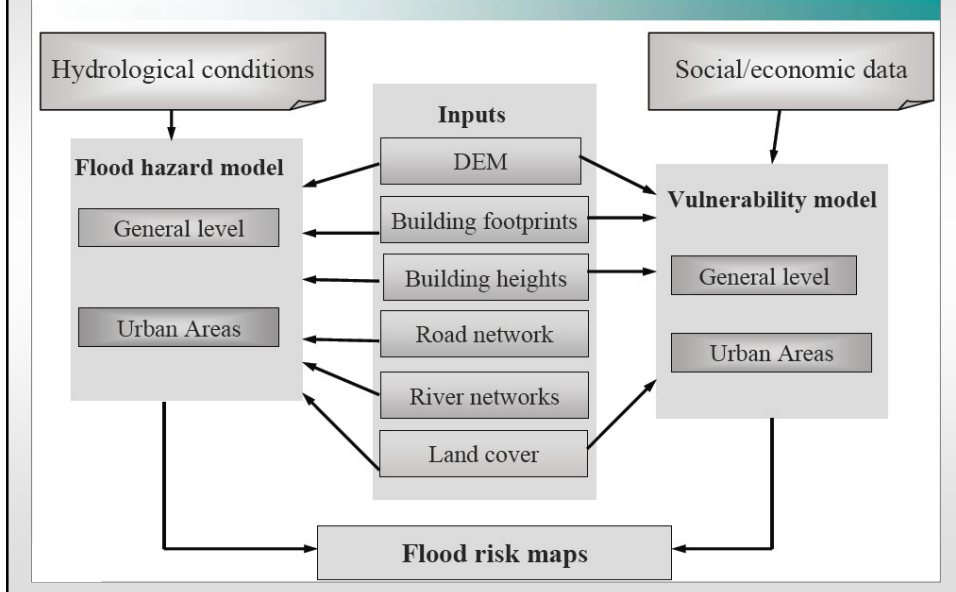 Hydrological conditions
Social/economic data
Inputs
Flood hazard model
DEM
Vulnerability model
Building footprints
General level
Building heights
General level
Urban Areas
Road network
Urban Areas
River networks
Land cover
Flood risk maps